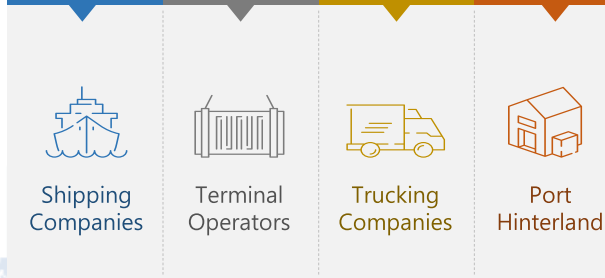 Shipping
Companies
Terminal
Operators
Trucking
Companies
Port
Hinterland